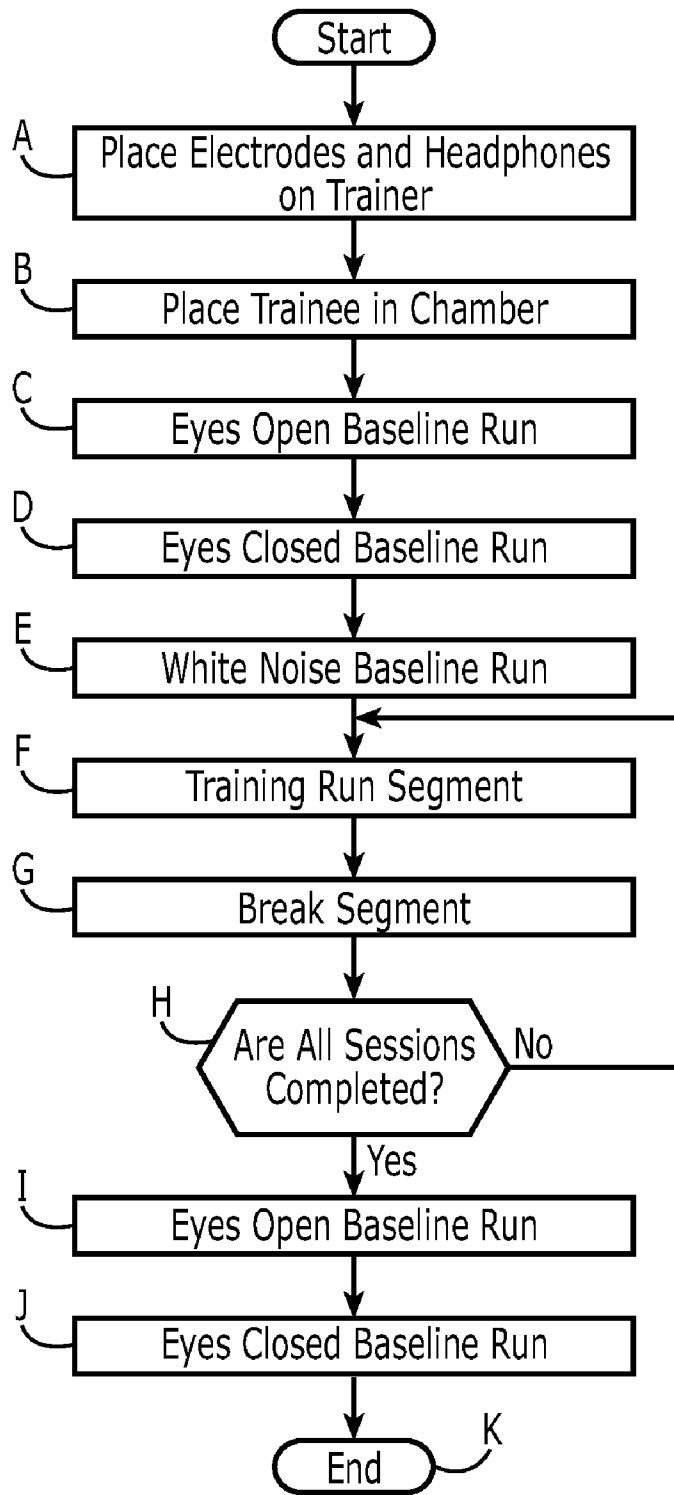 Start
A
Place Electrodes and Headphones
on Trainer
B
Place Trainee in Chamber
C
Eyes Open Baseline Run
D
Eyes Closed Baseline Run
E
White Noise Baseline Run
F
Training Run Segment
G
Break Segment
H
Are All Sessions
Completed?
No
Yes
I
Eyes Open Baseline Run
J
Eyes Closed Baseline Run
End
K